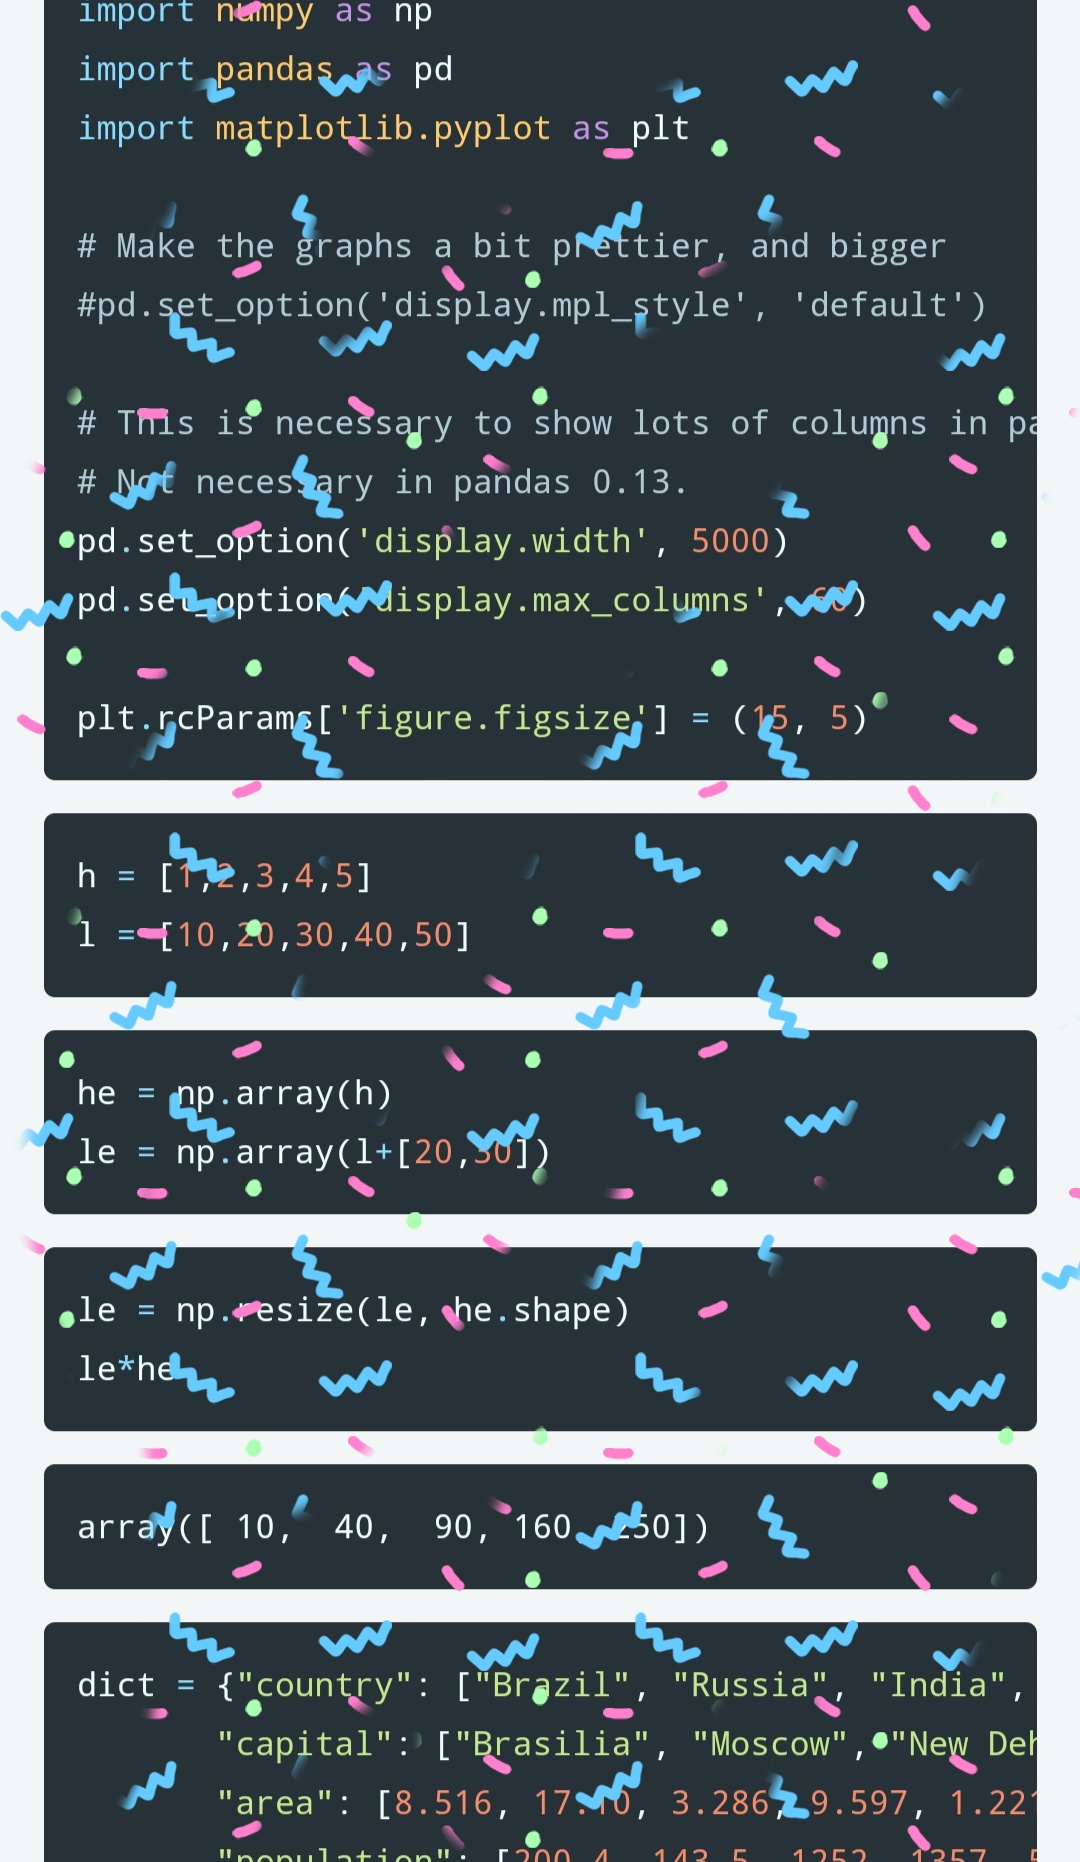 import numpy as np
import pandas as pd
import matplotlib.pyplot as plt
# Make the graphs a bit prettier, and bigger
#pd.set_option('display.mpl_style', 'default')
# This is necessary to show lots of columns in pa
# Not necessary in pandas 0.13.
pd.set_option('display.width', 5000)
pd.set_option('display.max_columns', 60)
plt.rcParams['figure.figsize'] = (15, 5)
h = [1,2,3,4,5]
l = [10,20,30,40,50]
he = np.array(h)
le = np.array(l+[20,30])
le = np.resize(le, he.shape)
le*he
array([ 10,  40,  90, 160, 250])
dict = {"country": ["Brazil", "Russia", "India",
"capital": ["Brasilia", "Moscow", "New Deh
"area": [8.516, 17.10, 3.286, 9.597, 1.221
"population": [200.4, 143.5, 1252, 1357, 5